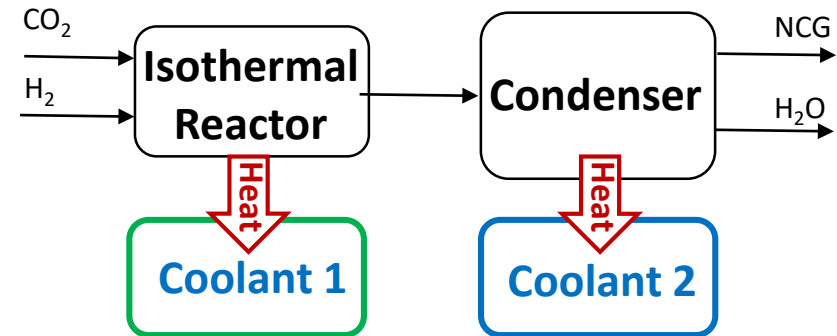 CO₂
H₂
Isothermal
Reactor
Condenser
NCG
H₂O
Heat
Heat
Coolant 1
Coolant 2